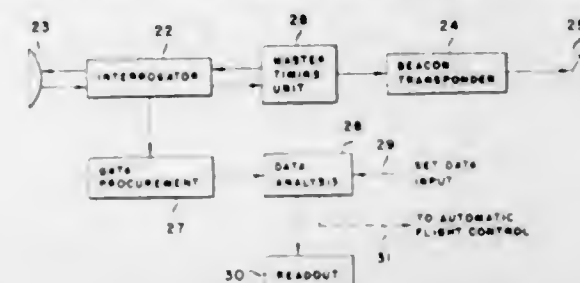 23
22
INTERROGATOR
28
MASTER
TIMING
UNIT
24
BEACON
TRANSPONDER
25
DATA
PROCUREMENT
27
28
DATA
ANALYSIS
29
SET DATA
INPUT
TO AUTOMATIC
FLIGHT CONTROL
31
30
READOUT